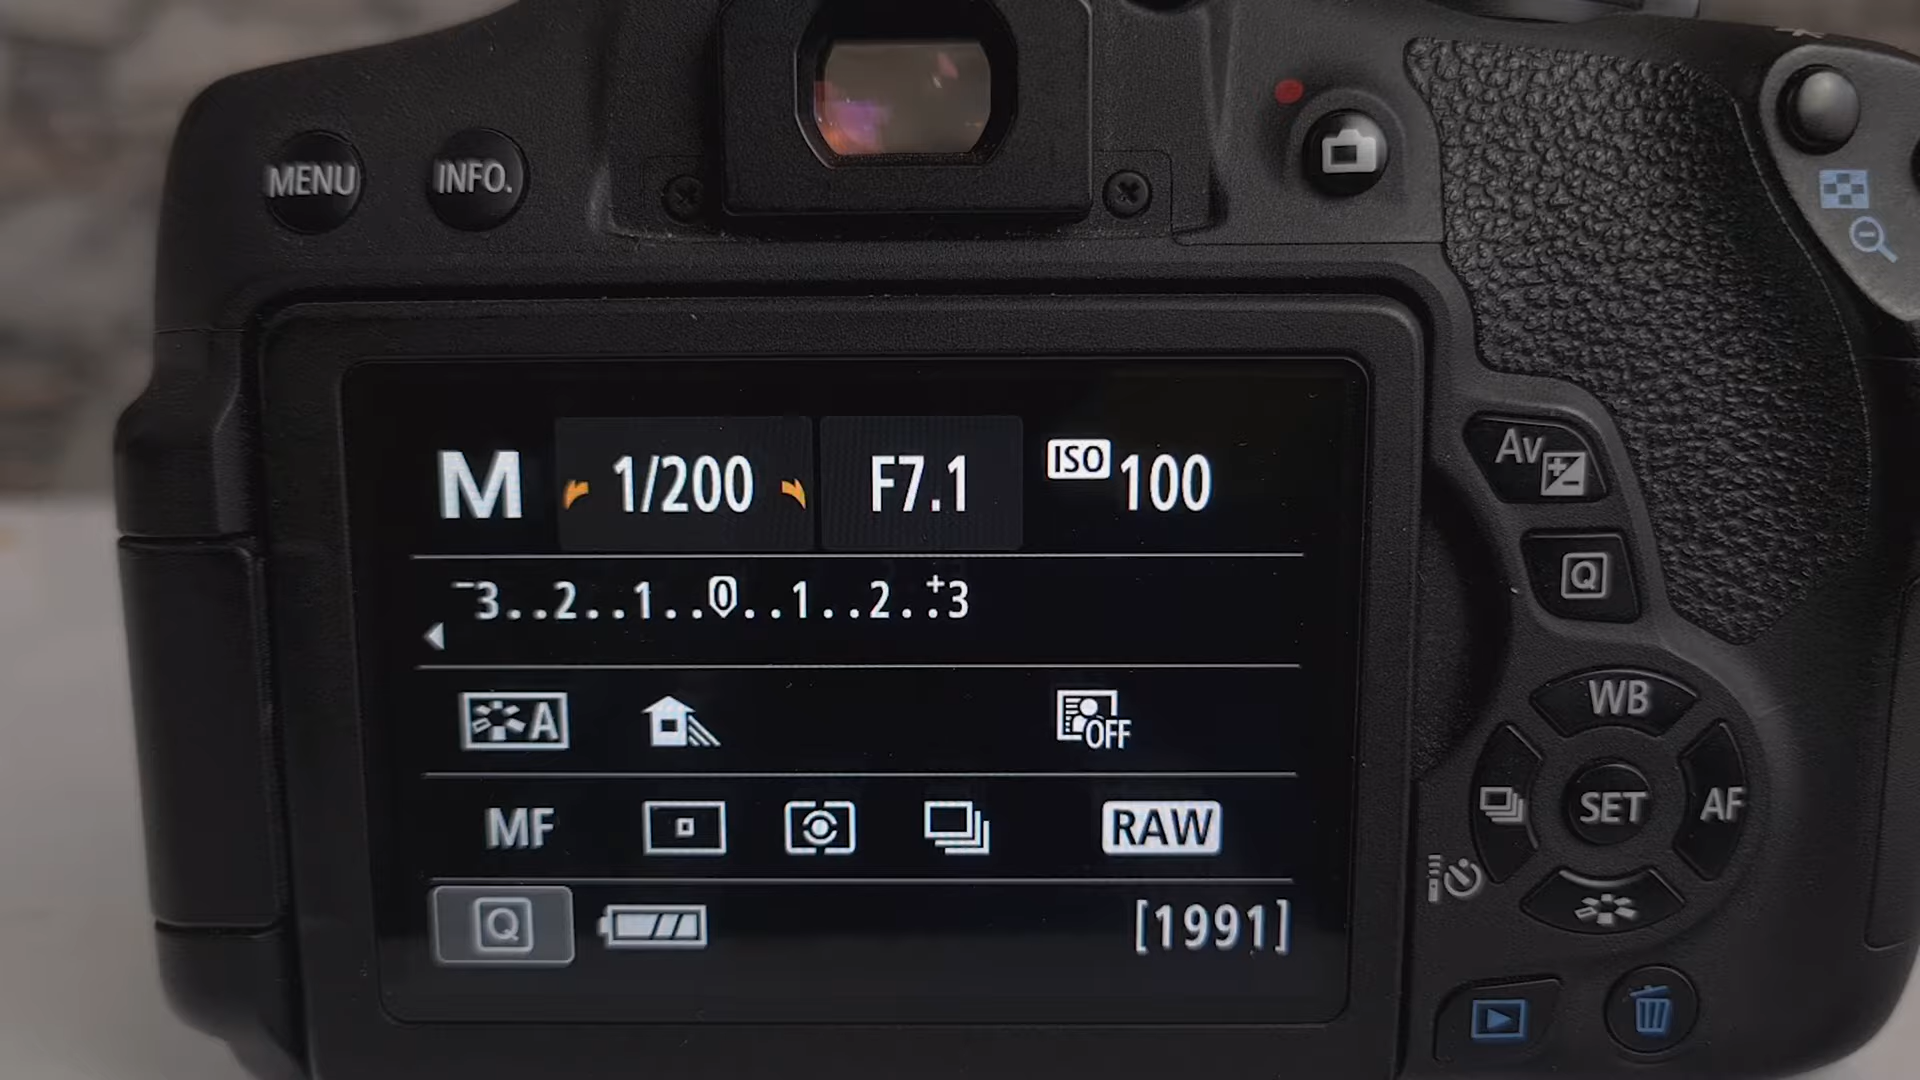 MENU INFO.
M 1/200 F7.1 ISO 100
-3..2..1..0..1..2..+3
A OFF
MF RAW
Q [1991]
Av
Q
WB
SET AF